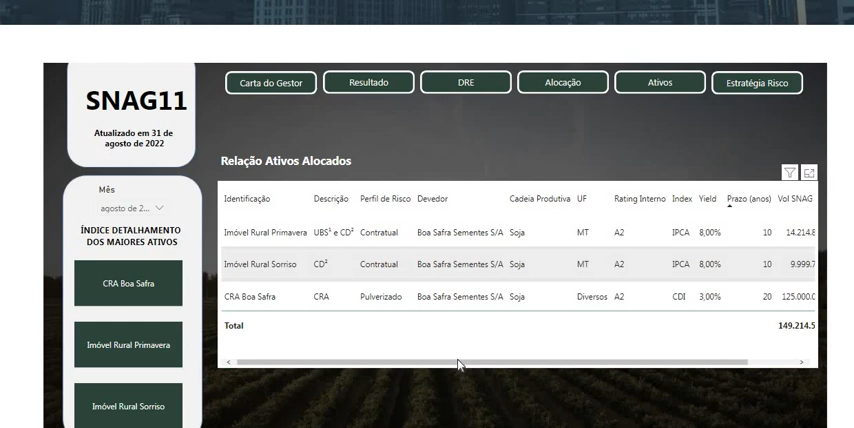 Carta do Gestor Resultado DRE Alocação Ativos Estratégia Risco
SNAG11
Atualizado em 31 de
agosto de 2022
Mês
agosto de 2...
ÍNDICE DETALHAMENTO
DOS MAIORES ATIVOS
CRA Boa Safra
Imóvel Rural Primavera
Imóvel Rural Sorriso
Relação Ativos Alocados
Identificação Descrição Perfil de Risco Devedor Cadeia Produtiva UF Rating Interno Index Yield Prazo (anos) Vol SNAG
Imóvel Rural Primavera UBS¹ e CD² Contratual Boa Safra Sementes S/A Soja MT A2 IPCA 8,00% 10 14.214.8
Imóvel Rural Sorriso CD² Contratual Boa Safra Sementes S/A Soja MT A2 IPCA 8,00% 10 9.999.7
CRA Boa Safra CRA Pulverizado Boa Safra Sementes S/A Soja Diversos A2 CDI 3,00% 20 125.000.0
Total 149.214.5